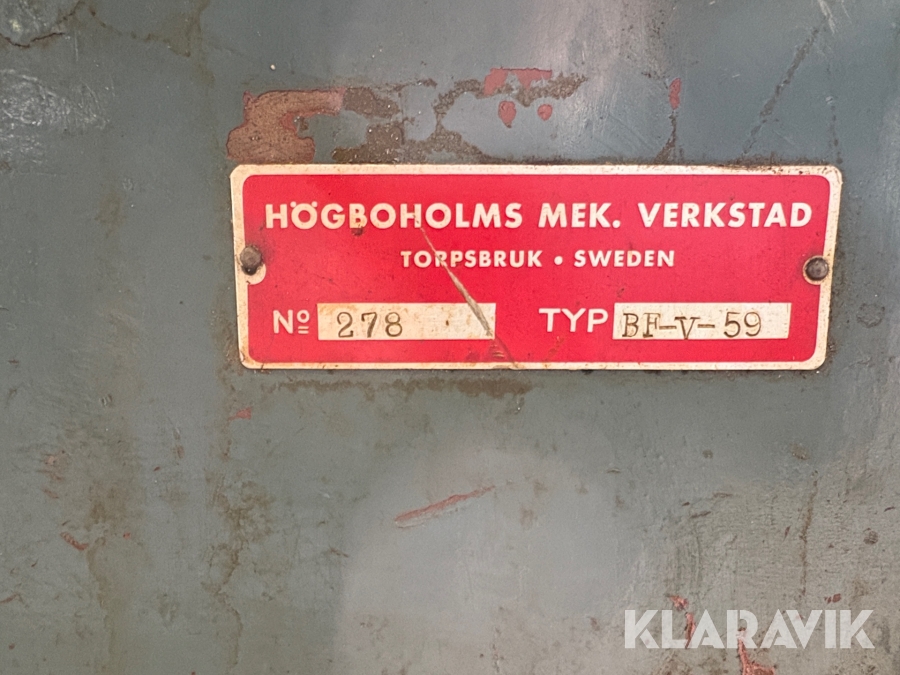 HÖGBOHOLMS MEK. VERKSTAD
TORPSBRUK • SWEDEN
Nº 278 TYP BF-V-59
KLARAVIK